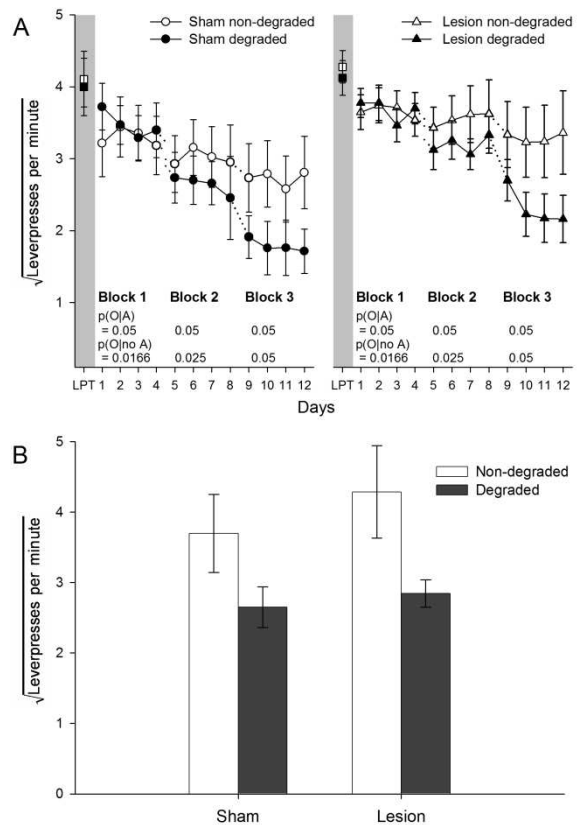 A
Sham non-degraded
Sham degraded
Lesion non-degraded
Lesion degraded
√Leverpresses per minute
5
4
3
2
1
Block 1 Block 2 Block 3
p(O|A)
= 0.05 0.05 0.05
p(O|no A)
= 0.0166 0.025 0.05
Block 1 Block 2 Block 3
p(O|A)
= 0.05 0.05 0.05
p(O|no A)
= 0.0166 0.025 0.05
LPT 1 2 3 4 5 6 7 8 9 10 11 12
LPT 1 2 3 4 5 6 7 8 9 10 11 12
Days
B
Non-degraded
Degraded
√Leverpresses per minute
5
4
3
2
1
0
Sham Lesion